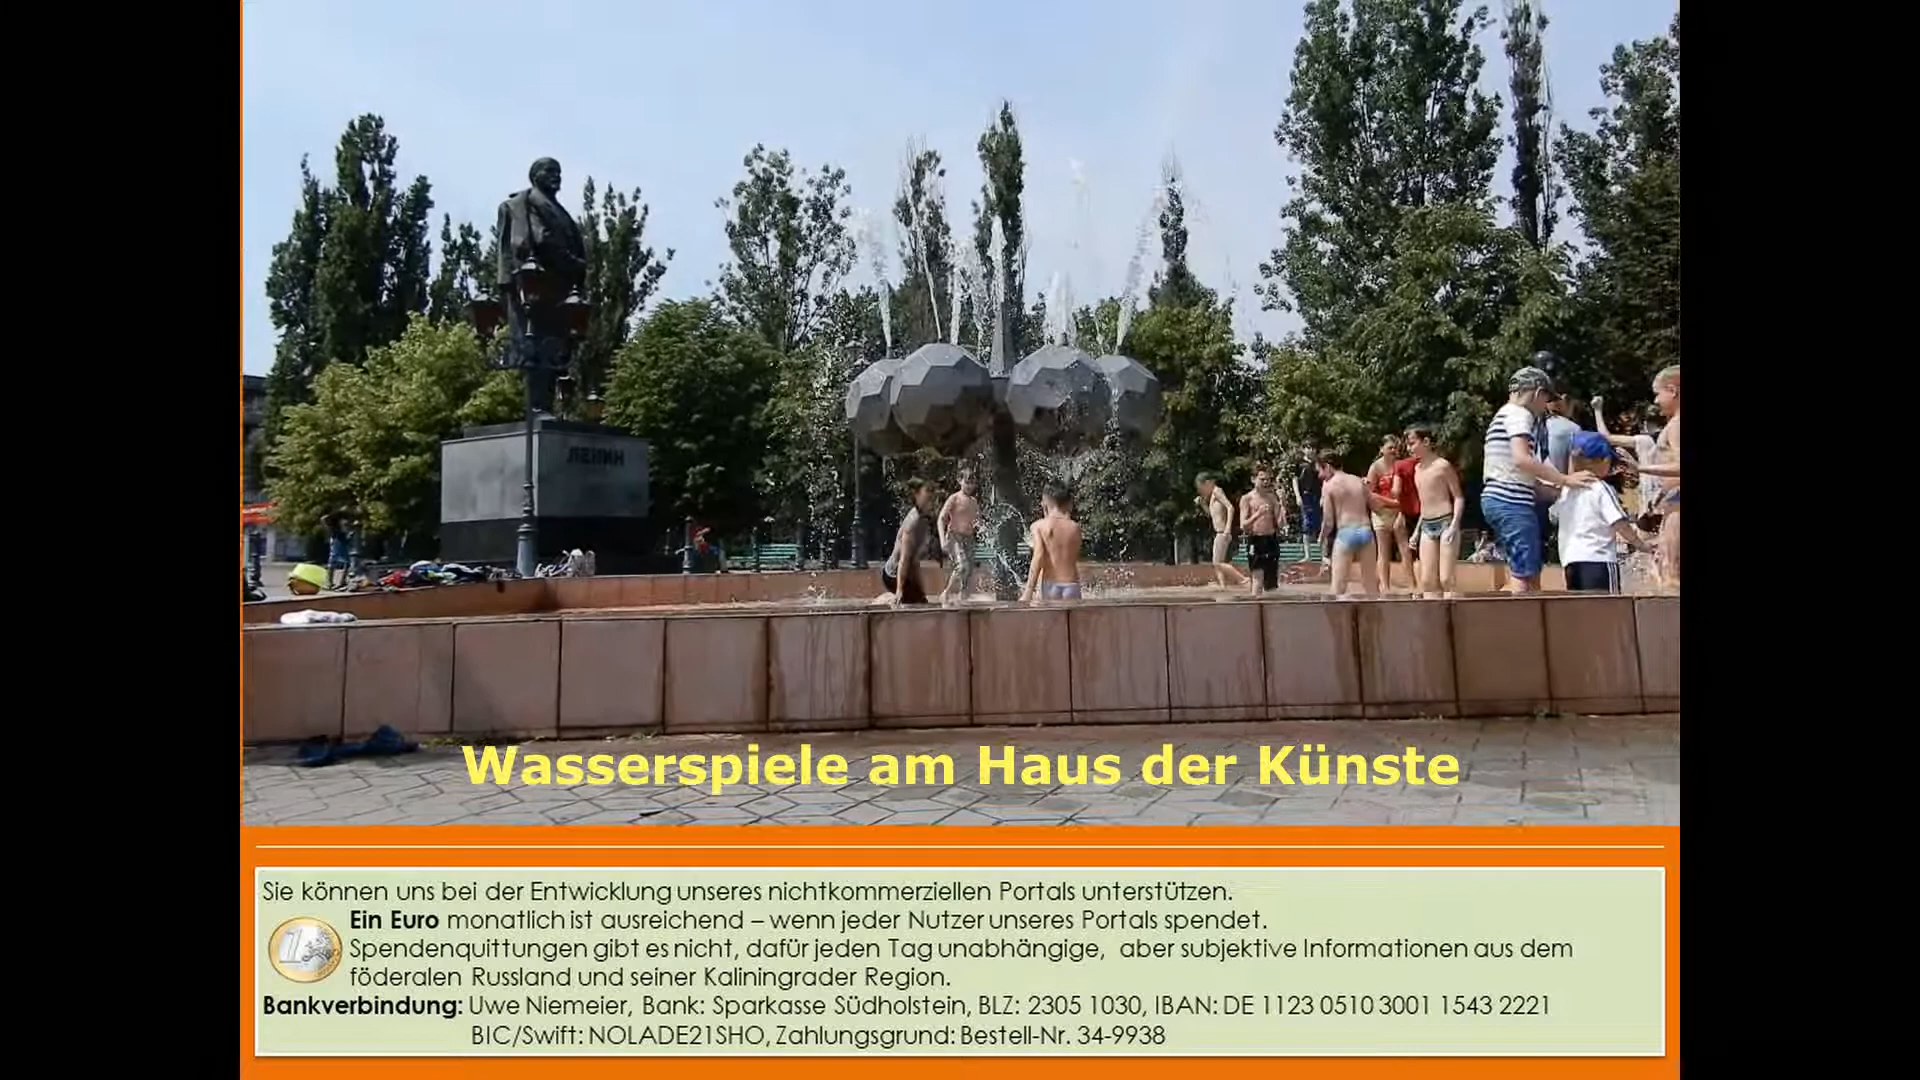 ЛЕНИН
Wasserspiele am Haus der Künste
Sie können uns bei der Entwicklung unseres nichtkommerziellen Portals unterstützen.
Ein Euro monatlich ist ausreichend – wenn jeder Nutzer unseres Portals spendet.
Spendenquittungen gibt es nicht, dafür jeden Tag unabhängige, aber subjektive Informationen aus dem
föderalen Russland und seiner Kaliningrader Region.
Bankverbindung: Uwe Niemeier, Bank: Sparkasse Südholstein, BLZ: 2305 1030, IBAN: DE 1123 0510 3001 1543 2221
BIC/Swift: NOLADE21SHO, Zahlungsgrund: Bestell-Nr. 34-9938